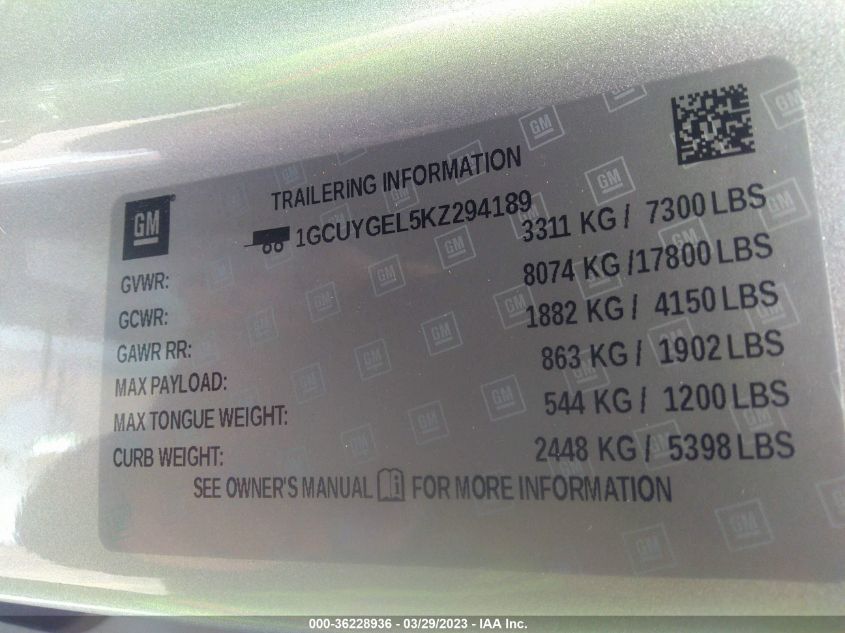 TRAILERING INFORMATION
GM
1GCUYGEL5KZ294189
GVWR: 3311 KG / 7300 LBS
GCWR: 8074 KG /17800 LBS
GAWR RR: 1882 KG / 4150 LBS
MAX PAYLOAD: 863 KG / 1902 LBS
MAX TONGUE WEIGHT: 544 KG / 1200 LBS
CURB WEIGHT: 2448 KG / 5398 LBS
SEE OWNER'S MANUAL i FOR MORE INFORMATION
000-36228936 - 03/29/2023 - IAA Inc.